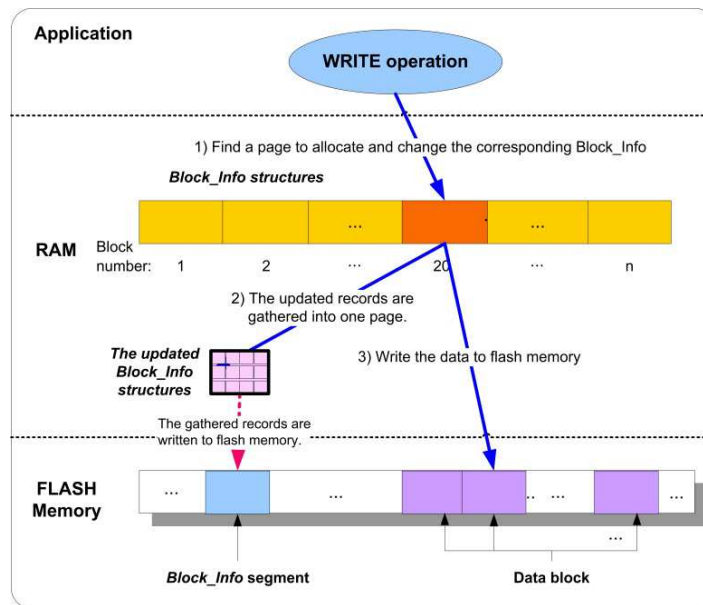 Application
WRITE operation
1) Find a page to allocate and change the corresponding Block_Info
Block_Info structures
... ...
RAM
Block
number: 1 2 ... 20 ... n
2) The updated records are
gathered into one page.
The updated
Block_Info
structures
3) Write the data to flash memory
The gathered records are
written to flash memory.
FLASH
Memory
... ... .. ... ...
...
Block_Info segment
Data block